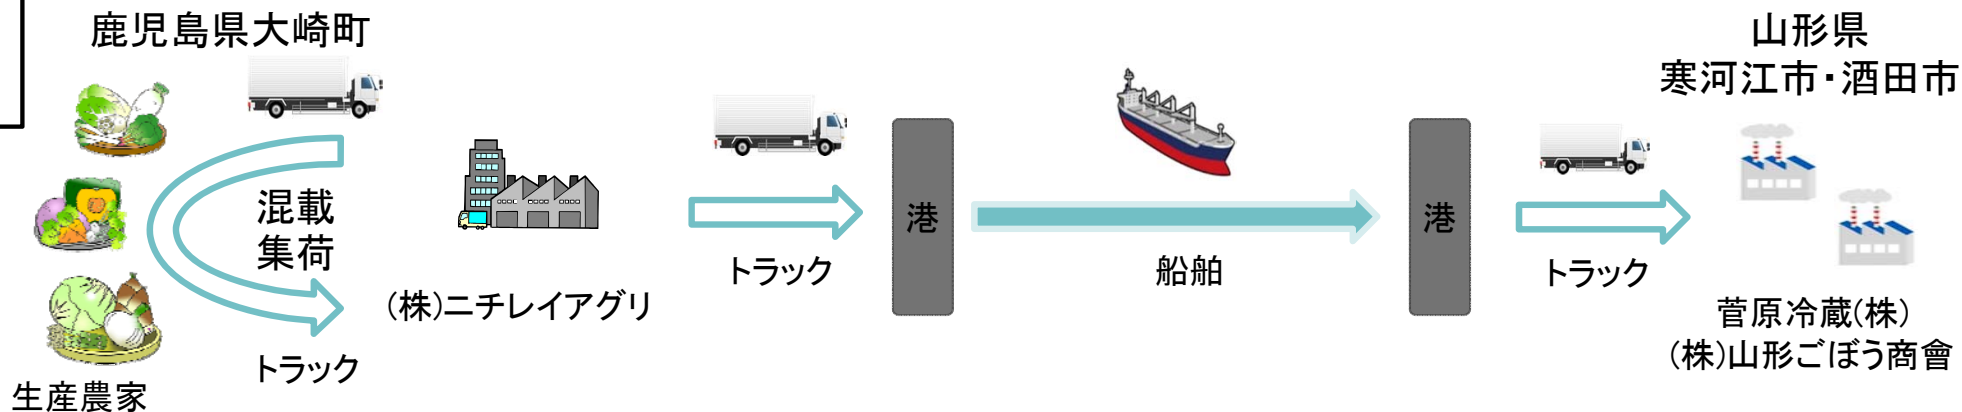 鹿児島県大崎町
混載
集荷
トラック
生産農家
(株)ニチレイアグリ
トラック
港
船舶
港
トラック
山形県
寒河江市・酒田市
菅原冷蔵(株)
(株)山形ごぼう商會